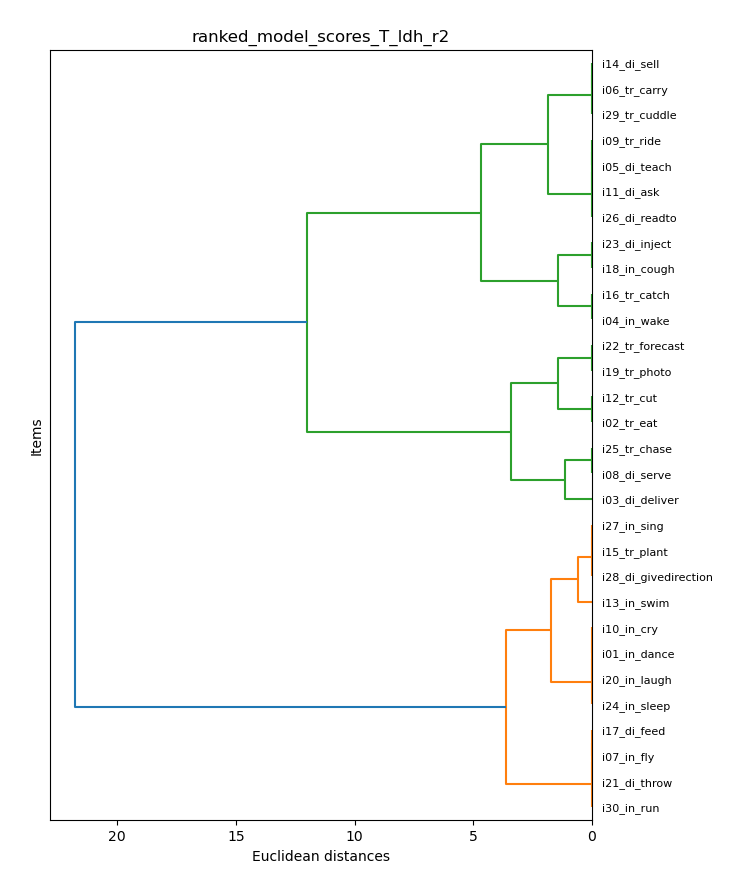 ranked_model_scores_T_ldh_r2
i14_di_sell
i06_tr_carry
i29_tr_cuddle
i09_tr_ride
i05_di_teach
i11_di_ask
i26_di_readto
i23_di_inject
i18_in_cough
i16_tr_catch
i04_in_wake
i22_tr_forecast
i19_tr_photo
i12_tr_cut
i02_tr_eat
i25_tr_chase
i08_di_serve
i03_di_deliver
i27_in_sing
i15_tr_plant
i28_di_givedirection
i13_in_swim
i10_in_cry
i01_in_dance
i20_in_laugh
i24_in_sleep
i17_di_feed
i07_in_fly
i21_di_throw
i30_in_run
Items
20 15 10 5 0
Euclidean distances